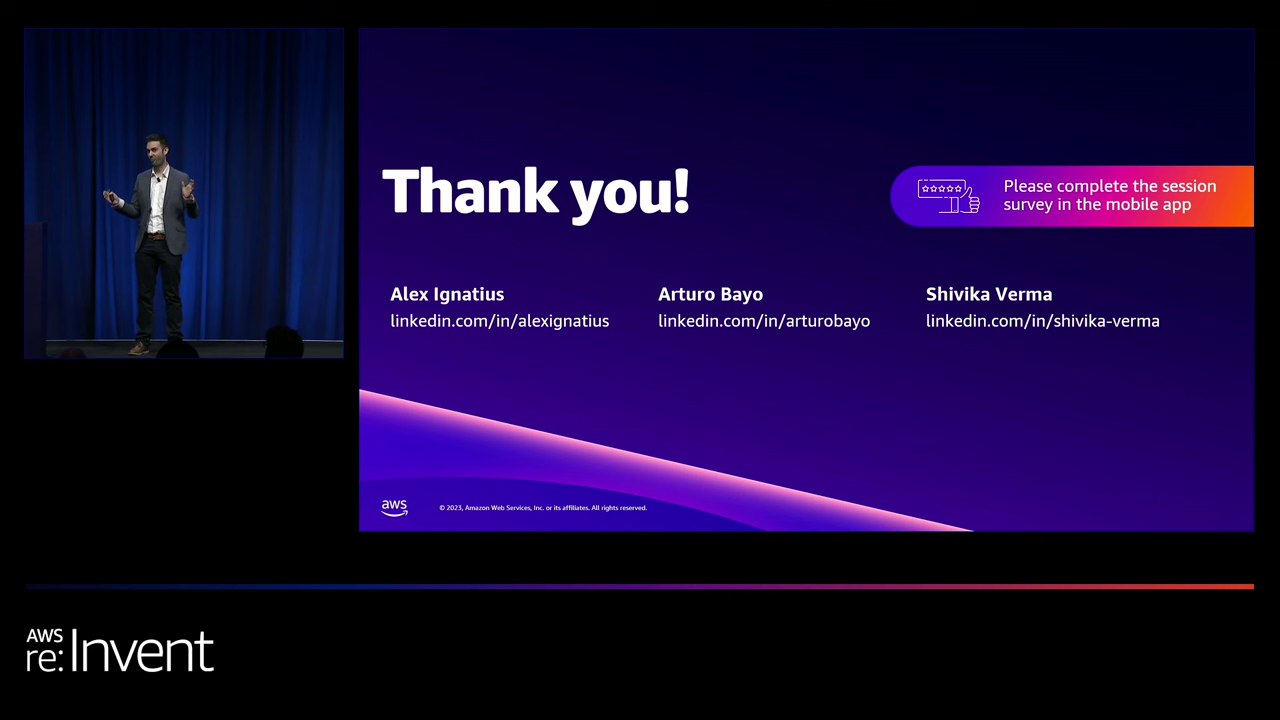 Thank you!
Please complete the session
survey in the mobile app
Alex Ignatius
linkedin.com/in/alexignatius
Arturo Bayo
linkedin.com/in/arturobayo
Shivika Verma
linkedin.com/in/shivika-verma
aws
© 2023, Amazon Web Services, Inc. or its affiliates. All rights reserved.
AWS
re:Invent